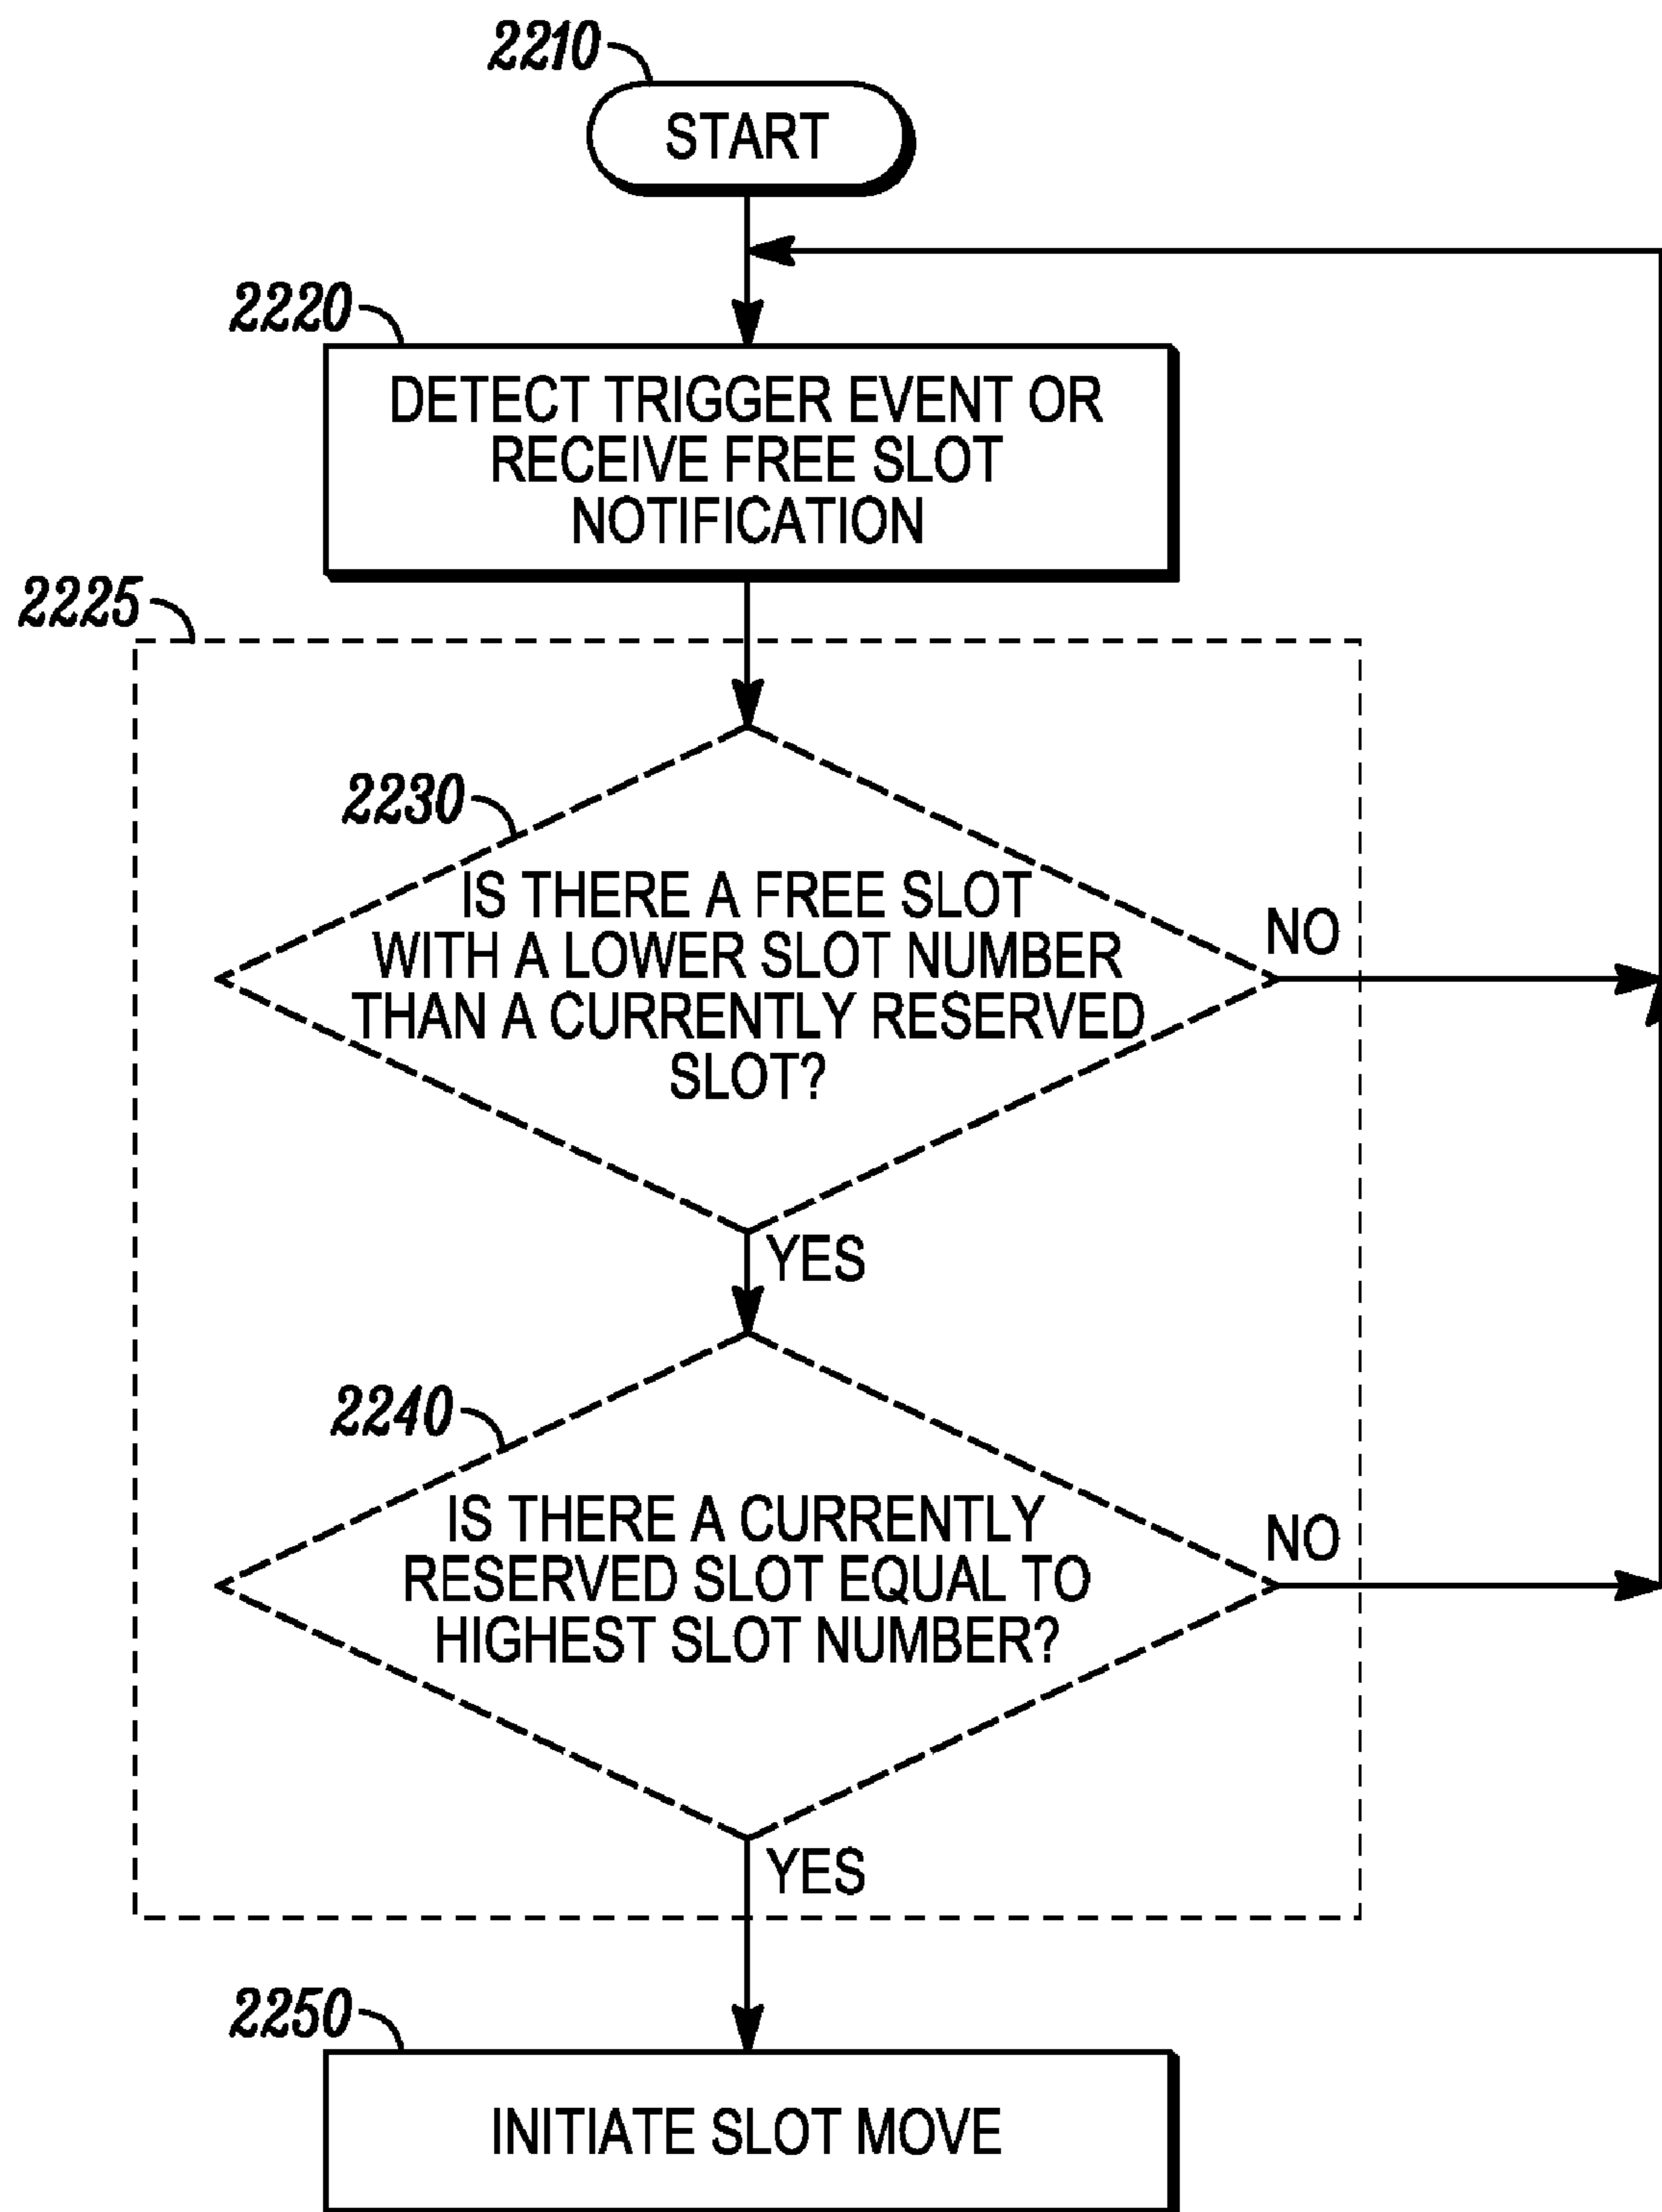 2210
START
2220
DETECT TRIGGER EVENT OR
RECEIVE FREE SLOT
NOTIFICATION
2225
2230
IS THERE A FREE SLOT
WITH A LOWER SLOT NUMBER
THAN A CURRENTLY RESERVED
SLOT?
NO
YES
2240
IS THERE A CURRENTLY
RESERVED SLOT EQUAL TO
HIGHEST SLOT NUMBER?
NO
YES
2250
INITIATE SLOT MOVE